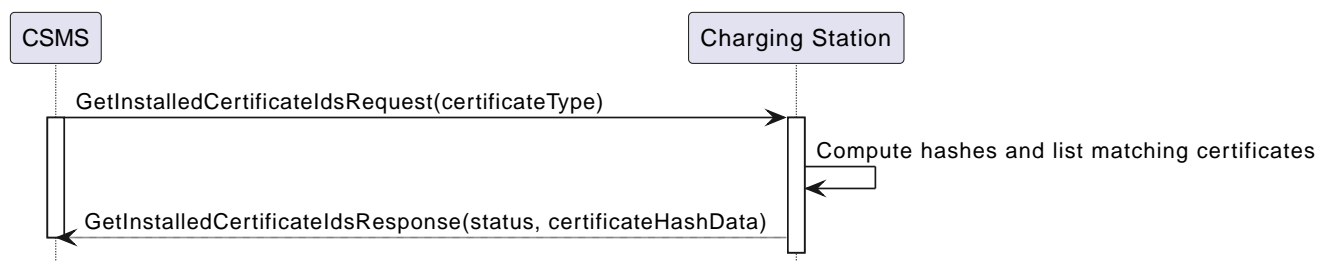 CSMS
Charging Station
GetInstalledCertificateIdsRequest(certificateType)
Compute hashes and list matching certificates
GetInstalledCertificateIdsResponse(status, certificateHashData)